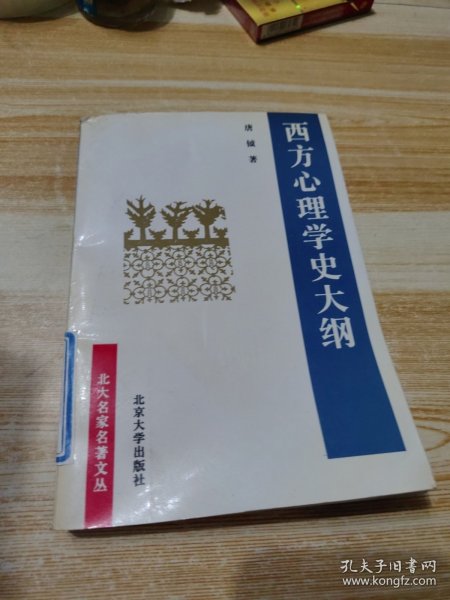 西方心理学史大纲
唐 钺 著
北大名家名著文丛
北京大学出版社
孔夫子旧书网
www.kongfz.com